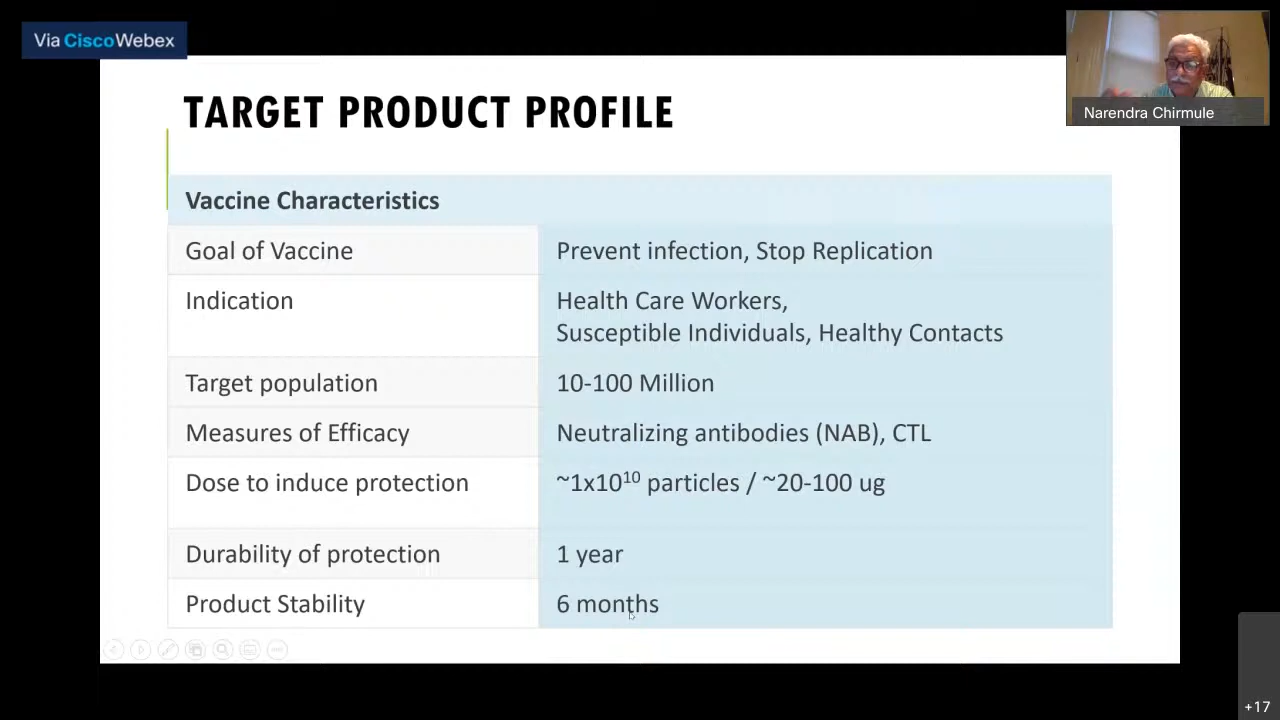 Via CiscoWebex
Narendra Chirmule
TARGET PRODUCT PROFILE
Vaccine Characteristics
Goal of Vaccine Prevent infection, Stop Replication
Indication Health Care Workers,
Susceptible Individuals, Healthy Contacts
Target population 10-100 Million
Measures of Efficacy Neutralizing antibodies (NAB), CTL
Dose to induce protection ~1x10¹⁰ particles / ~20-100 ug
Durability of protection 1 year
Product Stability 6 months
+17